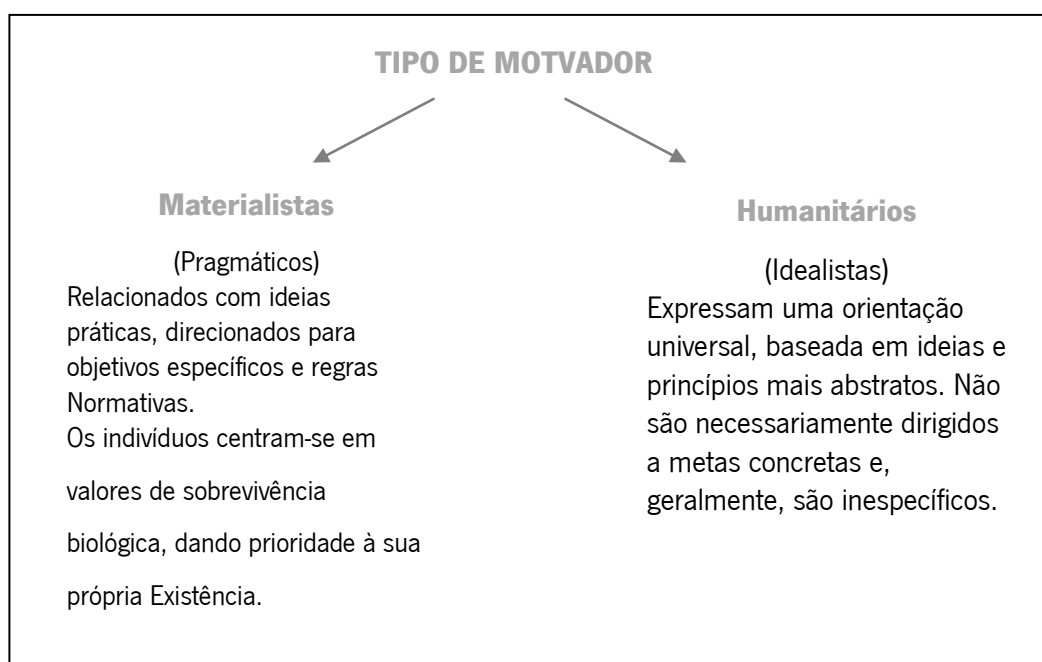 TIPO DE MOTVADOR
Materialistas
(Pragmáticos)
Relacionados com ideias
práticas, direcionados para
objetivos específicos e regras
Normativas.
Os indivíduos centram-se em
valores de sobrevivência
biológica, dando prioridade à sua
própria Existência.
Humanitários
(Idealistas)
Expressam uma orientação
universal, baseada em ideias e
princípios mais abstratos. Não
são necessariamente dirigidos
a metas concretas e,
geralmente, são inespecíficos.